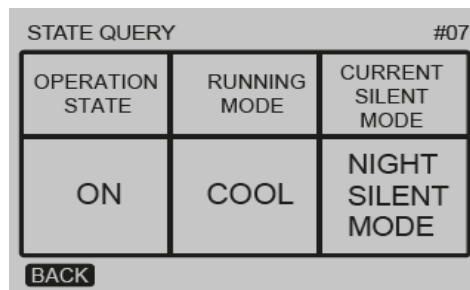 STATE QUERY #07
OPERATION STATE RUNNING MODE CURRENT SILENT MODE
ON COOL NIGHT SILENT MODE
BACK